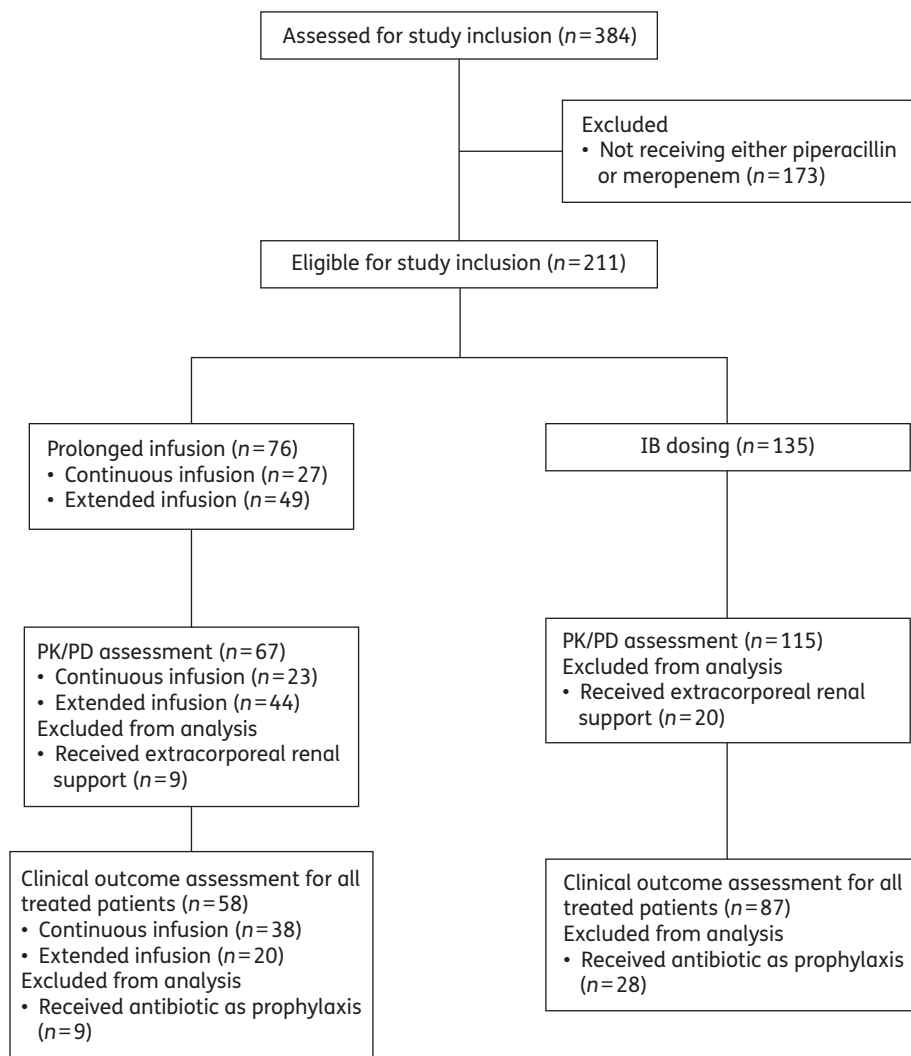 Assessed for study inclusion (n=384)
Excluded
• Not receiving either piperacillin
or meropenem (n=173)
Eligible for study inclusion (n=211)
Prolonged infusion (n=76)
• Continuous infusion (n=27)
• Extended infusion (n=49)
IB dosing (n=135)
PK/PD assessment (n=67)
• Continuous infusion (n=23)
• Extended infusion (n=44)
Excluded from analysis
• Received extracorporeal renal
support (n=9)
PK/PD assessment (n=115)
Excluded from analysis
• Received extracorporeal renal
support (n=20)
Clinical outcome assessment for all
treated patients (n=58)
• Continuous infusion (n=38)
• Extended infusion (n=20)
Excluded from analysis
• Received antibiotic as prophylaxis
(n=9)
Clinical outcome assessment for all
treated patients (n=87)
Excluded from analysis
• Received antibiotic as prophylaxis
(n=28)